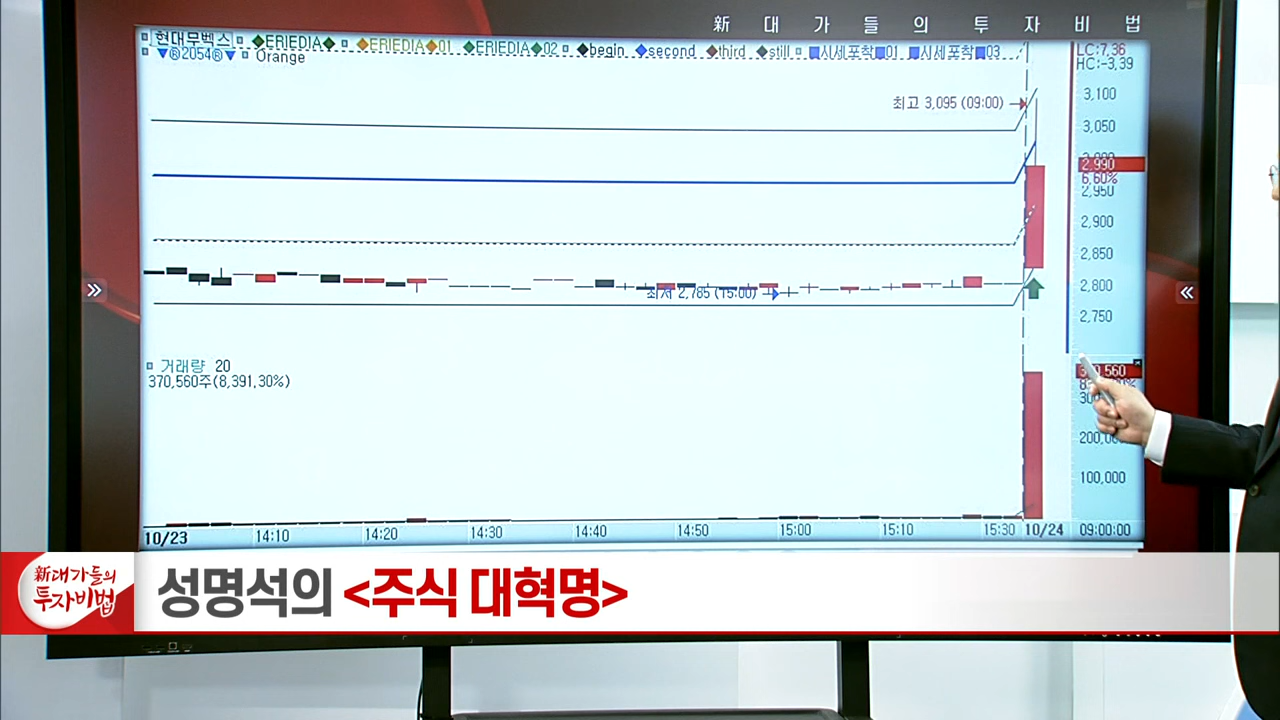 新 대 가 들 의 투 자 비 법
현대무벡스 ERIEDIA ERIEDIA 01 ERIEDIA 02 begin second third still 시세포착 01 시세포착 03
▼®2054®▼ Orange
LC:7,36
HC:-3,39
최고 3,095 (09:00)
3,100
3,050
2,990
6,60%
2,950
2,900
2,850
2,800
2,750
최저 2,785 (15:00)
거래량 20
370,560주(8,391,30%)
200,00
100,000
10/23 14:10 14:20 14:30 14:40 14:50 15:00 15:10 15:30 10/24 09:00:00
新대가들의
투자비법
성명석의 <주식 대혁명>